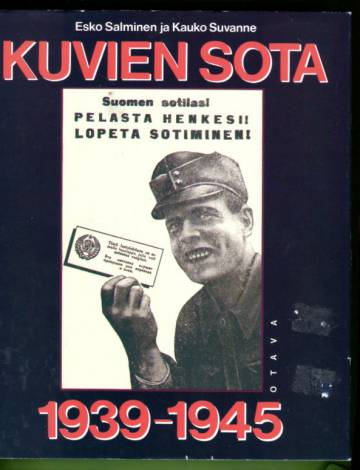 Esko Salminen ja Kauko Suvanne
KUVIEN SOTA
Suomen sotilas!
PELASTA HENKESI!
LOPETA SOTIMINEN!
OTAVA
1939-1945